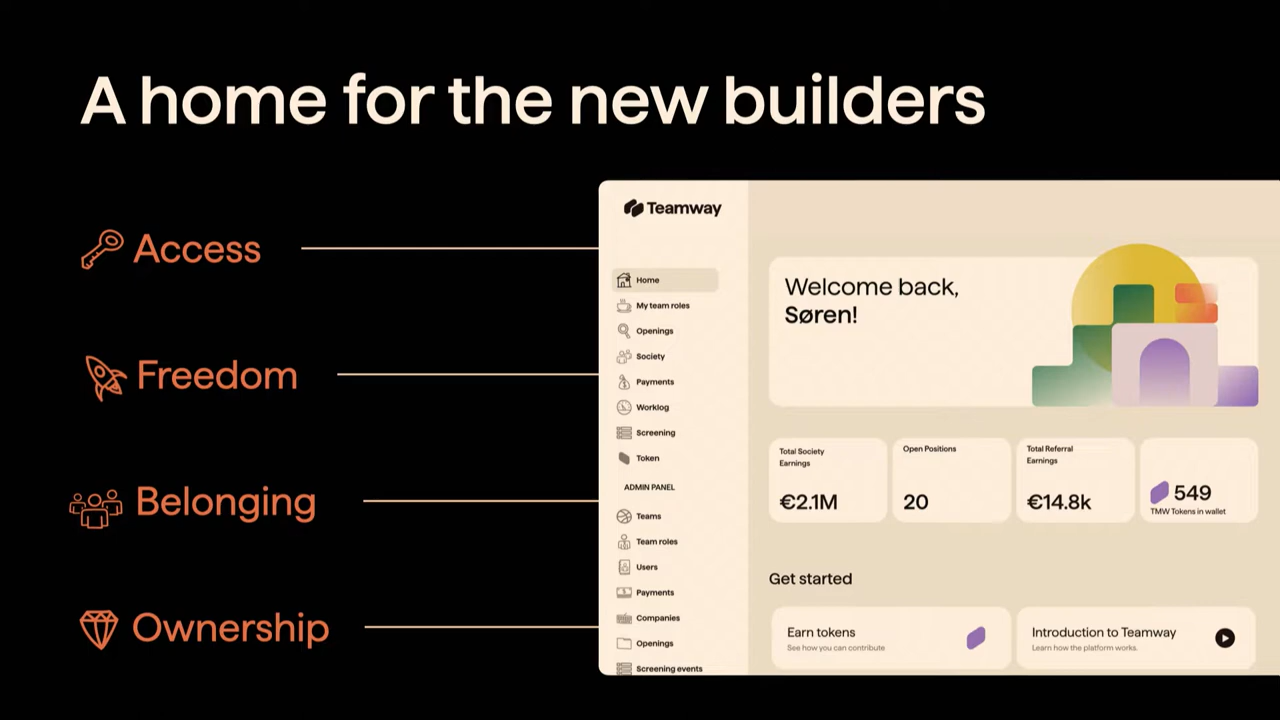 A home for the new builders
Access
Freedom
Belonging
Ownership
Teamway
Home
My team roles
Openings
Society
Payments
Worklog
Screening
Token
ADMIN PANEL
Teams
Team roles
Users
Payments
Companies
Openings
Screening events
Welcome back,
Søren!
Total Society
Earnings
€2.1M
Open Positions
20
Total Referral
Earnings
€14.8k
549
TMW Tokens in wallet
Get started
Earn tokens
See how you can contribute
Introduction to Teamway
Learn how the platform works.